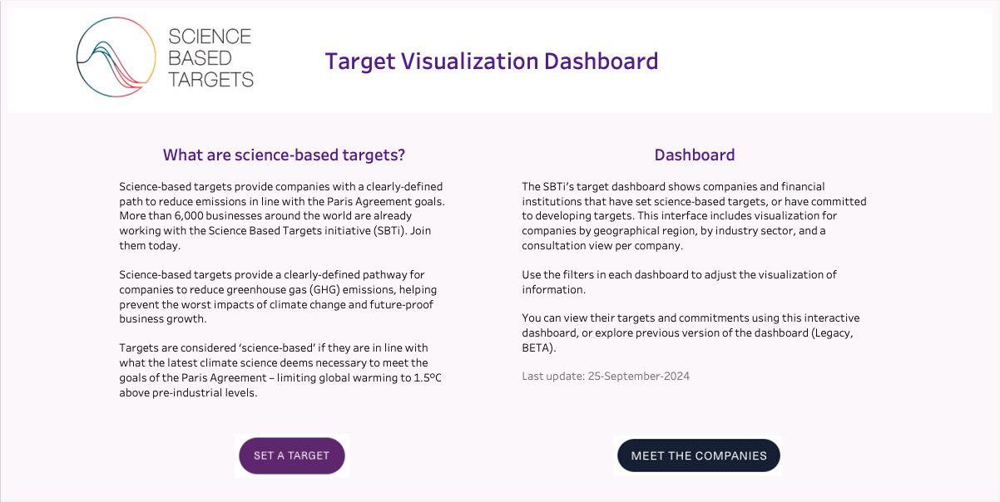 SCIENCE
BASED
TARGETS
Target Visualization Dashboard
What are science-based targets?
Science-based targets provide companies with a clearly-defined
path to reduce emissions in line with the Paris Agreement goals.
More than 6,000 businesses around the world are already
working with the Science Based Targets initiative (SBTi). Join
them today.
Science-based targets provide a clearly-defined pathway for
companies to reduce greenhouse gas (GHG) emissions, helping
prevent the worst impacts of climate change and future-proof
business growth.
Targets are considered ‘science-based’ if they are in line with
what the latest climate science deems necessary to meet the
goals of the Paris Agreement – limiting global warming to 1.5ºC
above pre-industrial levels.
SET A TARGET
Dashboard
The SBTi’s target dashboard shows companies and financial
institutions that have set science-based targets, or have committed
to developing targets. This interface includes visualization for
companies by geographical region, by industry sector, and a
consultation view per company.
Use the filters in each dashboard to adjust the visualization of
information.
You can view their targets and commitments using this interactive
dashboard, or explore previous version of the dashboard (Legacy,
BETA).
Last update: 25-September-2024
MEET THE COMPANIES